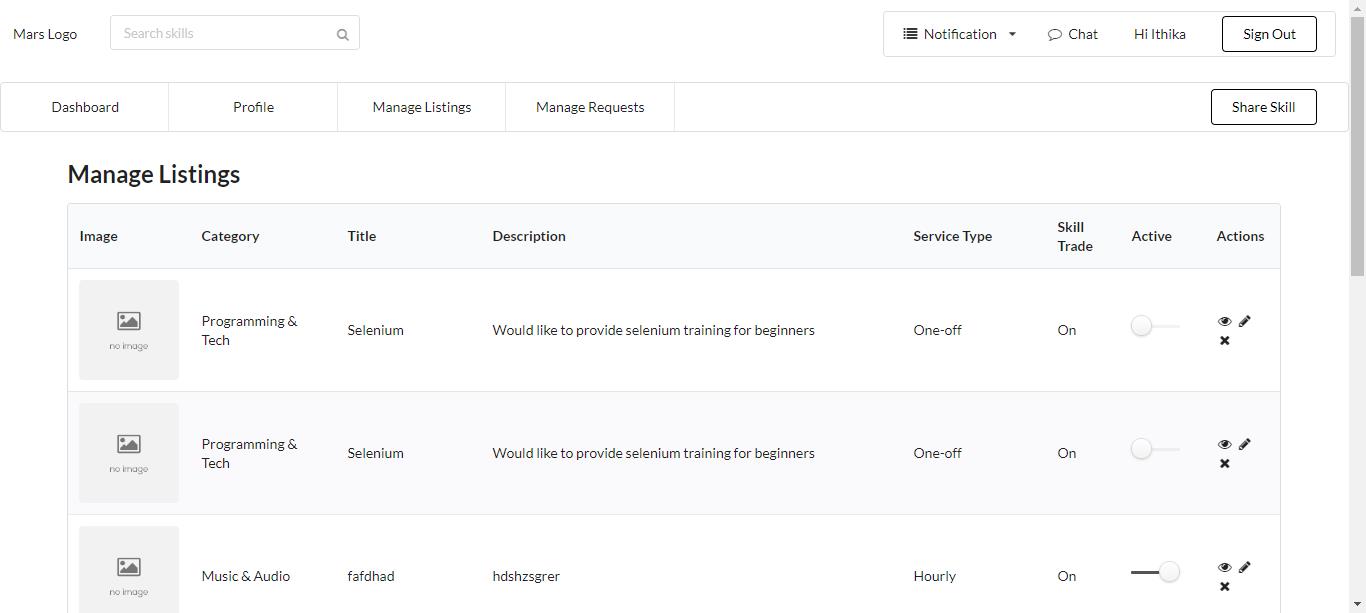 Mars Logo
Search skills
Notification
Chat
Hi Ithika
Sign Out
Dashboard
Profile
Manage Listings
Manage Requests
Share Skill
Manage Listings
Image
Category
Title
Description
Service Type
Skill
Trade
Active
Actions
no image
Programming &
Tech
Selenium
Would like to provide selenium training for beginners
One-off
On
no image
Programming &
Tech
Selenium
Would like to provide selenium training for beginners
One-off
On
no image
Music & Audio
fafdhad
hdshzsgrer
Hourly
On